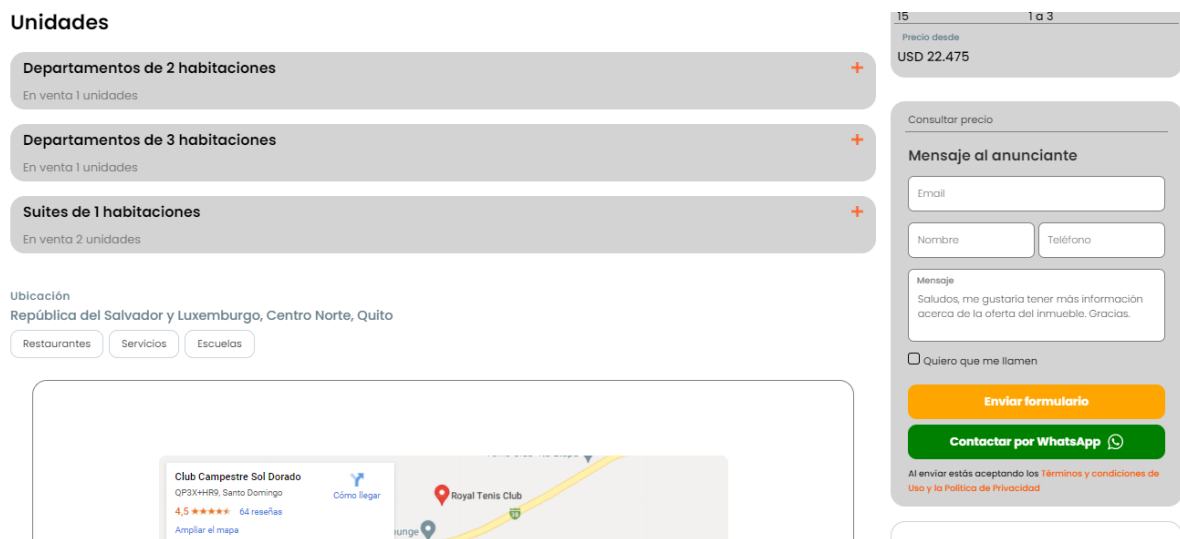 Unidades
Departamentos de 2 habitaciones
+
En venta 1 unidades
Departamentos de 3 habitaciones
+
En venta 1 unidades
Suites de 1 habitaciones
+
En venta 2 unidades
Ubicación
República del Salvador y Luxemburgo, Centro Norte, Quito
Restaurantes Servicios Escuelas
Club Campestre Sol Dorado
QP3X+HR9, Santo Domingo
Cómo llegar
4,5 64 reseñas
Ampliar el mapa
Royal Tenis Club
15 1 a 3
Precio desde
USD 22.475
Consultar precio
Mensaje al anunciante
Email
Nombre Teléfono
Mensaje
Saludos, me gustaría tener más información
acerca de la oferta del inmueble. Gracias.
Quiero que me llamen
Enviar formulario
Contactar por WhatsApp
Al enviar estás aceptando los Términos y condiciones de
Uso y la Política de Privacidad